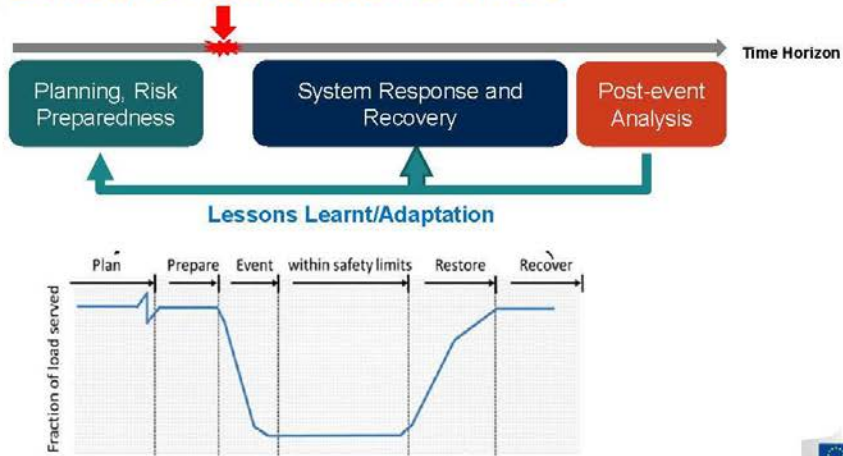 Time Horizon
Planning, Risk
Preparedness
System Response and
Recovery
Post-event
Analysis
Lessons Learnt/Adaptation
Plan
Prepare
Event
within safety limits
Restore
Recover
Fraction of load served